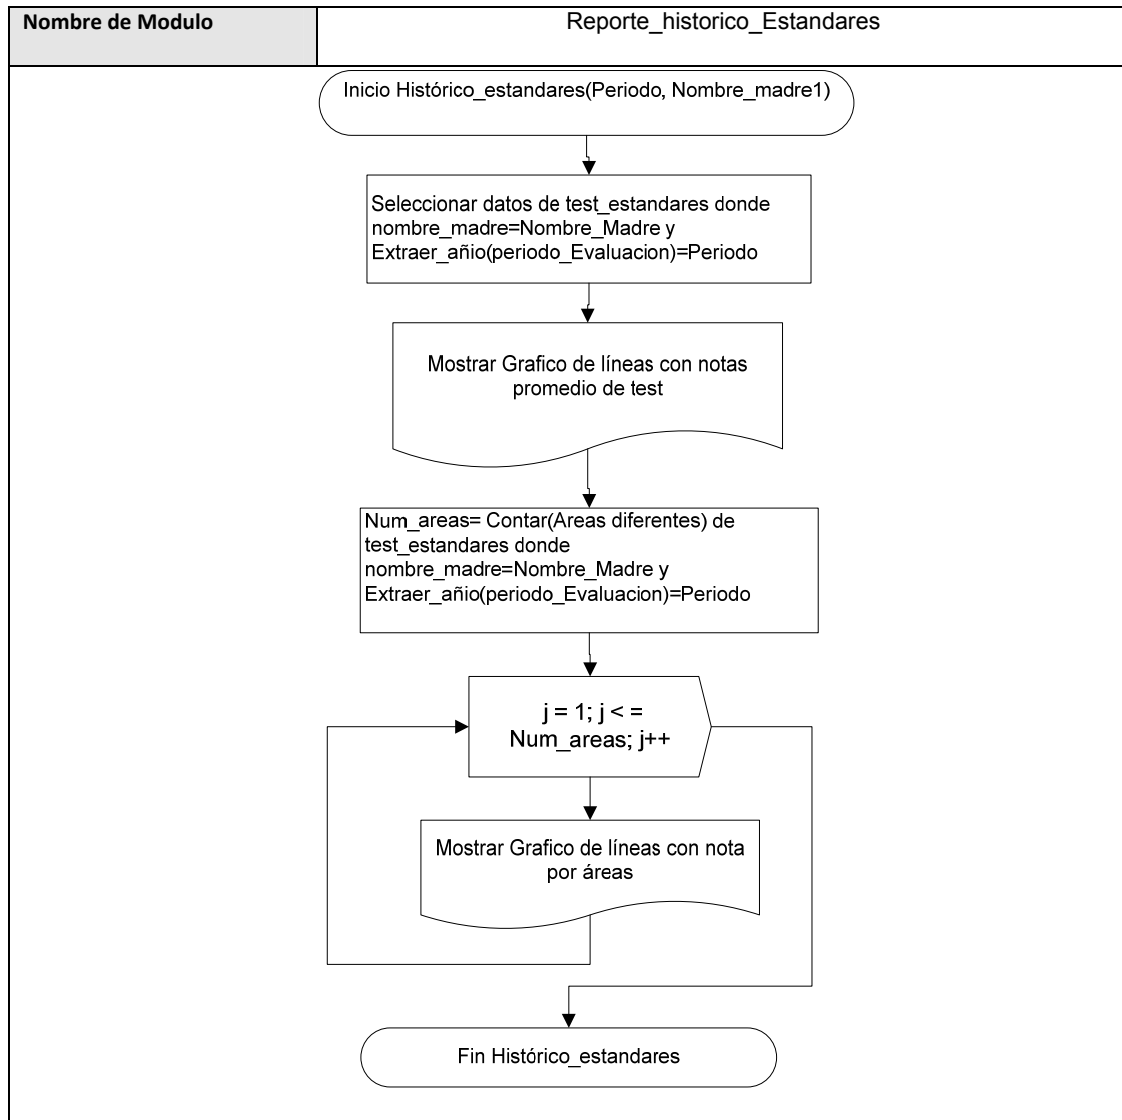 Nombre de Modulo
Reporte_historico_Estandares
Inicio Histórico_estandares(Periodo, Nombre_madre1)
Seleccionar datos de test_estandares donde
nombre_madre=Nombre_Madre y
Extraer_añio(periodo_Evaluacion)=Periodo
Mostrar Grafico de líneas con notas
promedio de test
Num_areas= Contar(Areas diferentes) de
test_estandares donde
nombre_madre=Nombre_Madre y
Extraer_añio(periodo_Evaluacion)=Periodo
j = 1; j < =
Num_areas; j++
Mostrar Grafico de líneas con nota
por áreas
Fin Histórico_estandares